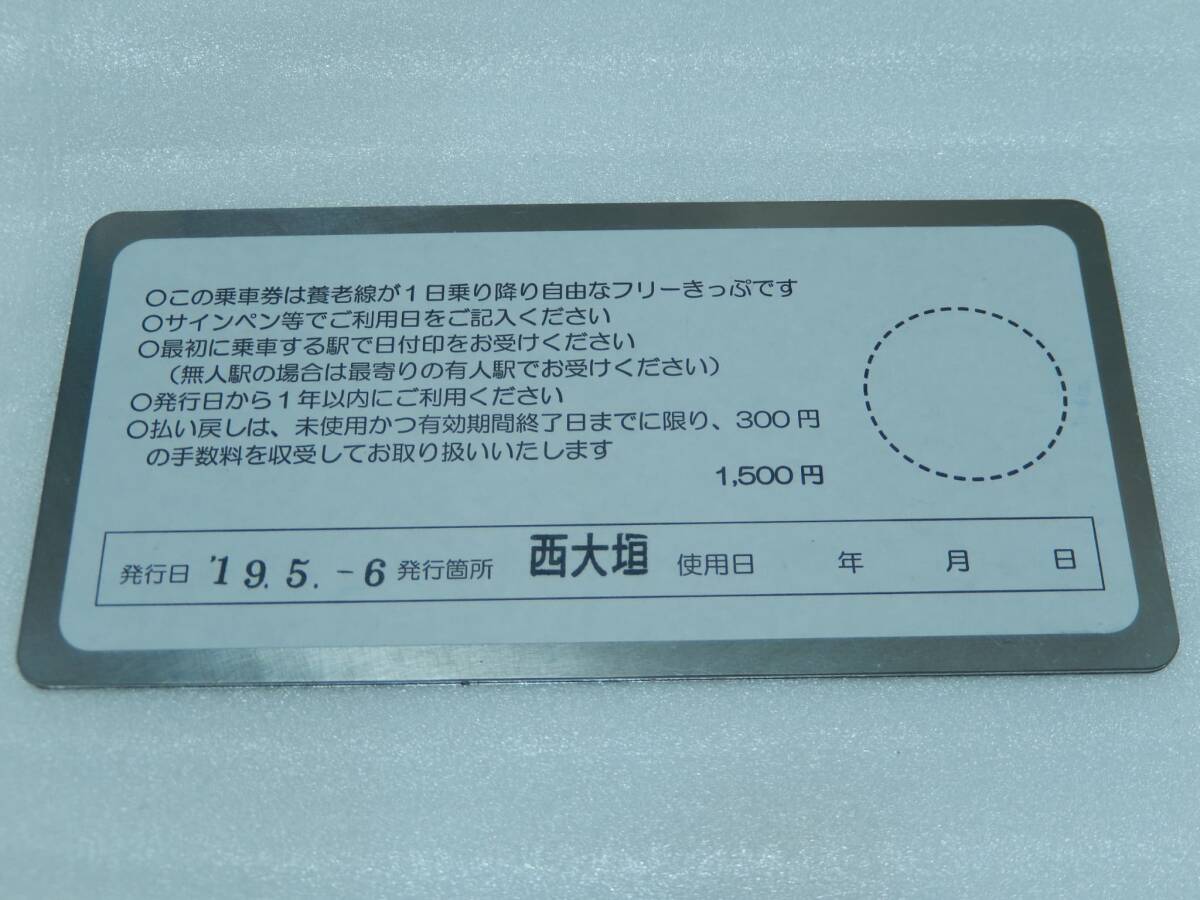 ○この乗車券は養老線が1日乗り降り自由なフリーきっぷです
○サインペン等でご利用日をご記入ください
○最初に乗車する駅で日付印をお受けください
（無人駅の場合は最寄りの有人駅でお受けください）
○発行日から1年以内にご利用ください
○払い戻しは、未使用かつ有効期間終了日までに限り、300円
の手数料を収受してお取り扱いいたします
1,500円
発行日 '19.5.-6 発行箇所 西大垣 使用日 年 月 日